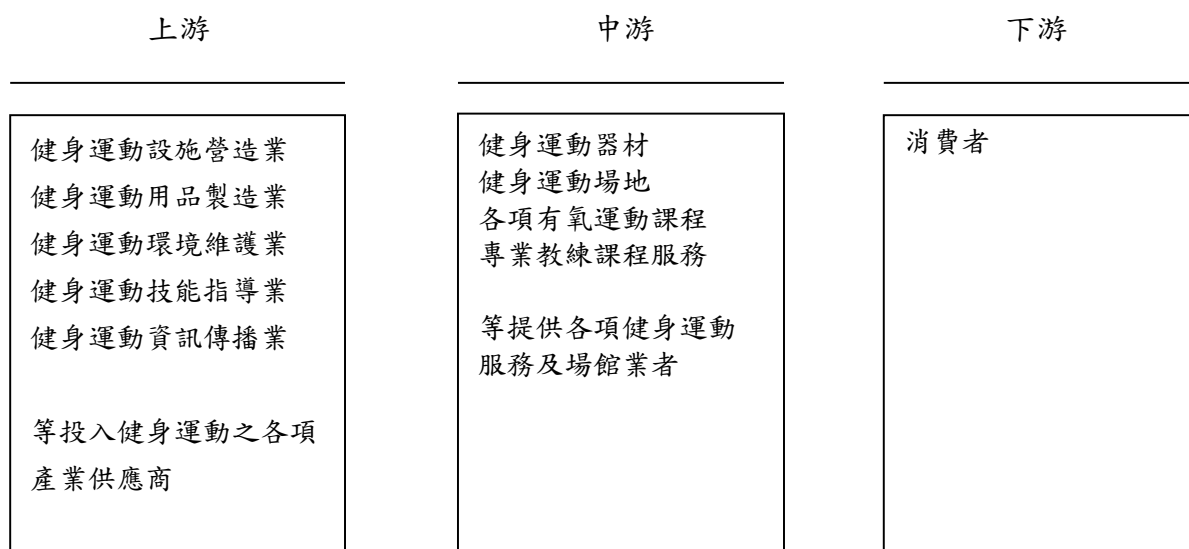 上游
中游
下游
健身運動設施營造業
健身運動用品製造業
健身運動環境維護業
健身運動技能指導業
健身運動資訊傳播業
等投入健身運動之各項
產業供應商
健身運動器材
健身運動場地
各項有氧運動課程
專業教練課程服務
等提供各項健身運動
服務及場館業者
消費者